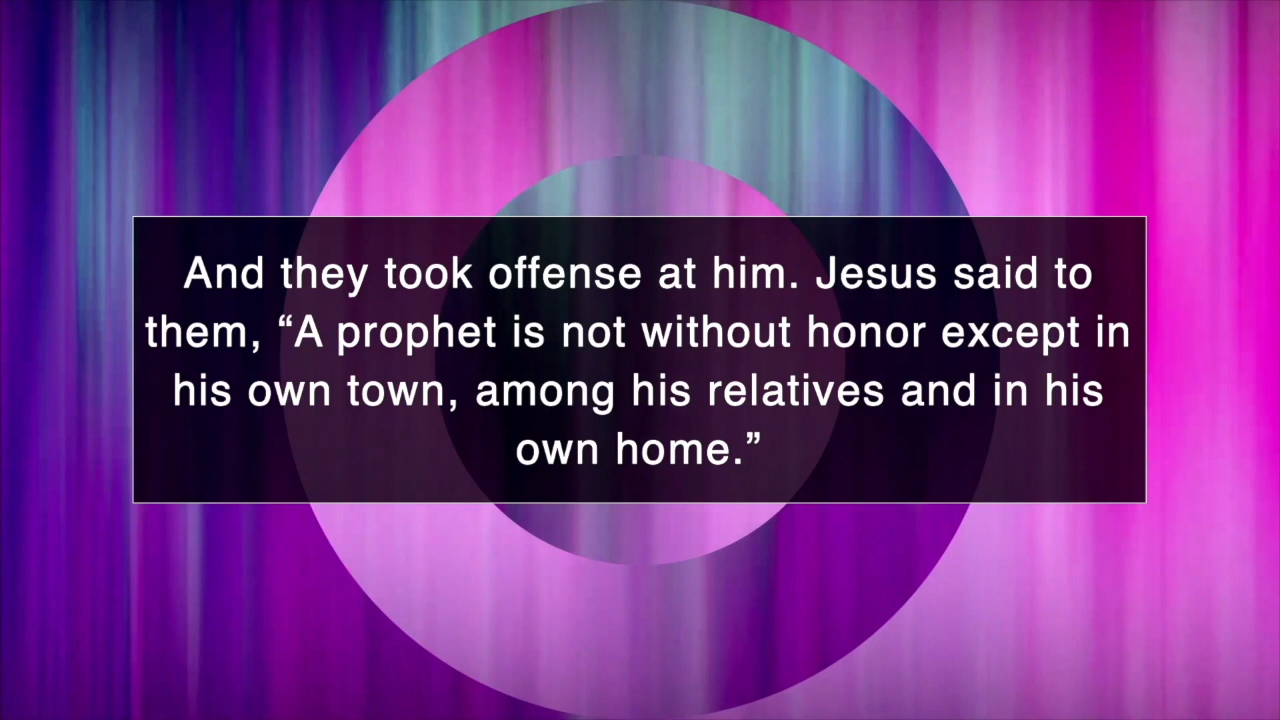 And they took offense at him. Jesus said to
them, “A prophet is not without honor except in
his own town, among his relatives and in his
own home.”